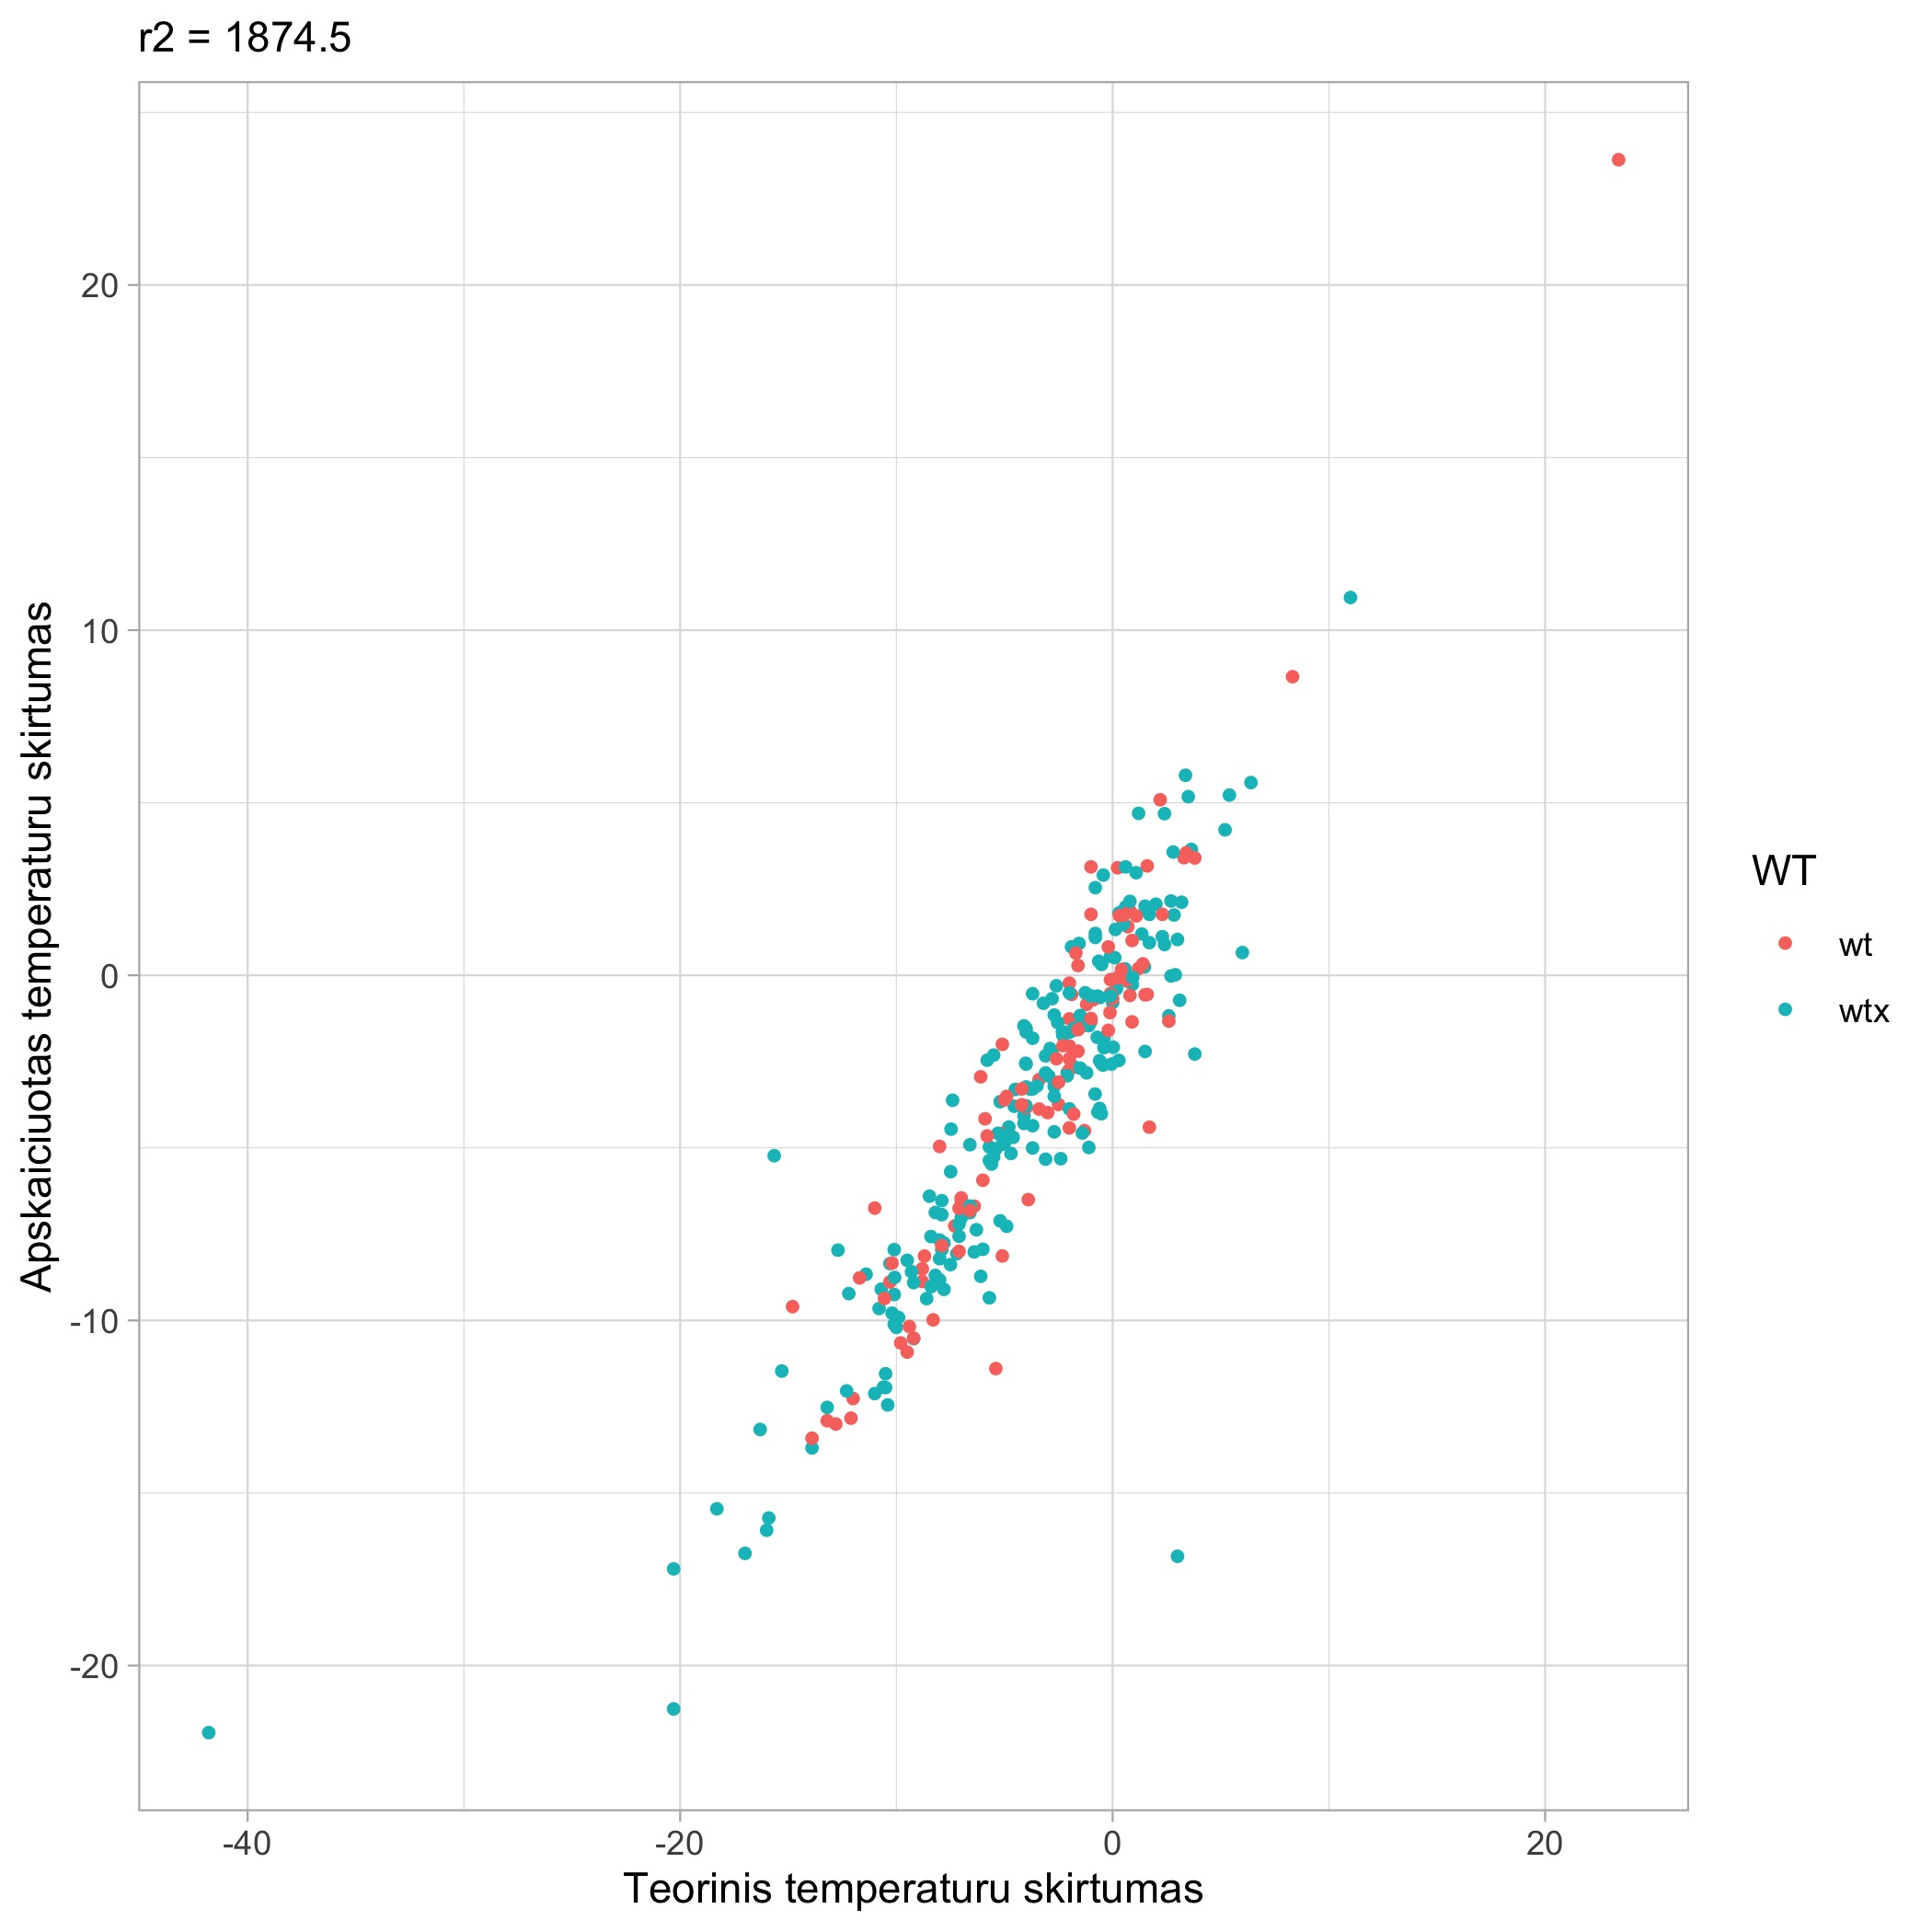 r2 = 1874.5
20
10
0
-10
-20
Apskaiciuotas temperaturu skirtumas
-40
-20
0
20
Teorinis temperaturu skirtumas
WT
wt
wtx